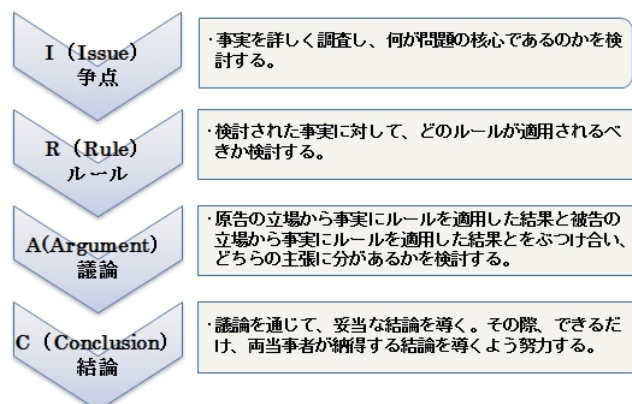 I (Issue)
争点
・事実を詳しく調査し、何が問題の核心であるのかを検
討する。
R (Rule)
ルール
・検討された事実に対して、どのルールが適用されるべ
きか検討する。
A(Argument)
議論
・原告の立場から事実にルールを適用した結果と被告の
立場から事実にルールを適用した結果とをぶつけ合い、
どちらの主張に分があるかを検討する。
C (Conclusion)
結論
・議論を通じて、妥当な結論を導く。その際、できるだ
け、両当事者が納得する結論を導くよう努力する。